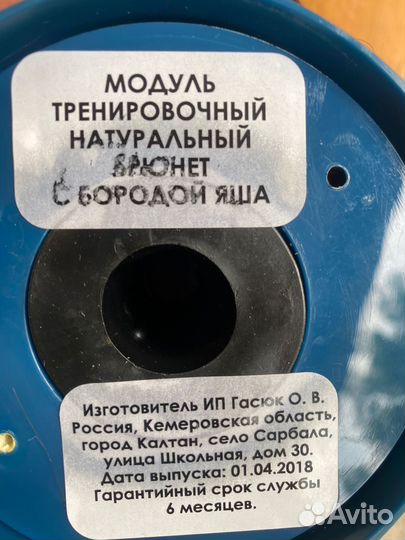 МОДУЛЬ
ТРЕНИРОВОЧНЫЙ
НАТУРАЛЬНЫЙ
БРЮНЕТ
С БОРОДОЙ ЯША
Изготовитель ИП Гасюк О. В.
Россия, Кемеровская область,
город Калтан, село Сарбала,
улица Школьная, дом 30.
Дата выпуска: 01.04.2018
Гарантийный срок службы
6 месяцев.
Avito